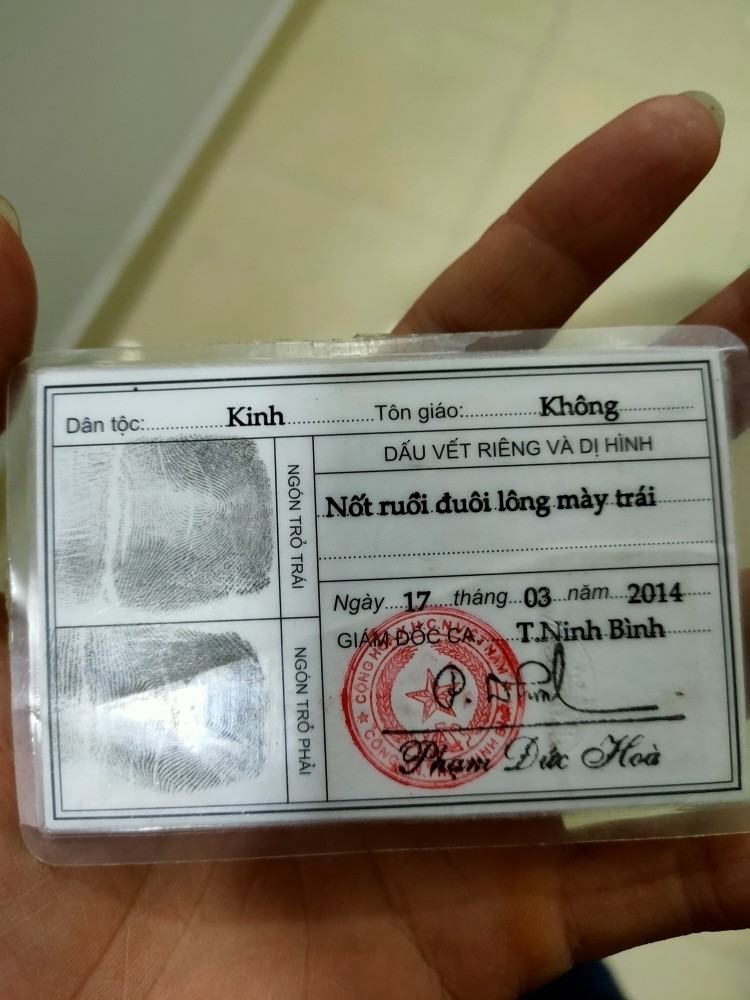 Dân tộc:..........Kinh..........Tôn giáo:..........Không..........
NGÓN TRỎ TRÁI
DẤU VẾT RIÊNG VÀ DỊ HÌNH
Nốt ruồi đuôi lông mày trái
Ngày...17...tháng...03...năm...2014
GIÁM ĐỐC CA.....T.Ninh Bình
NGÓN TRỎ PHẢI
Phạm Đức Hoà